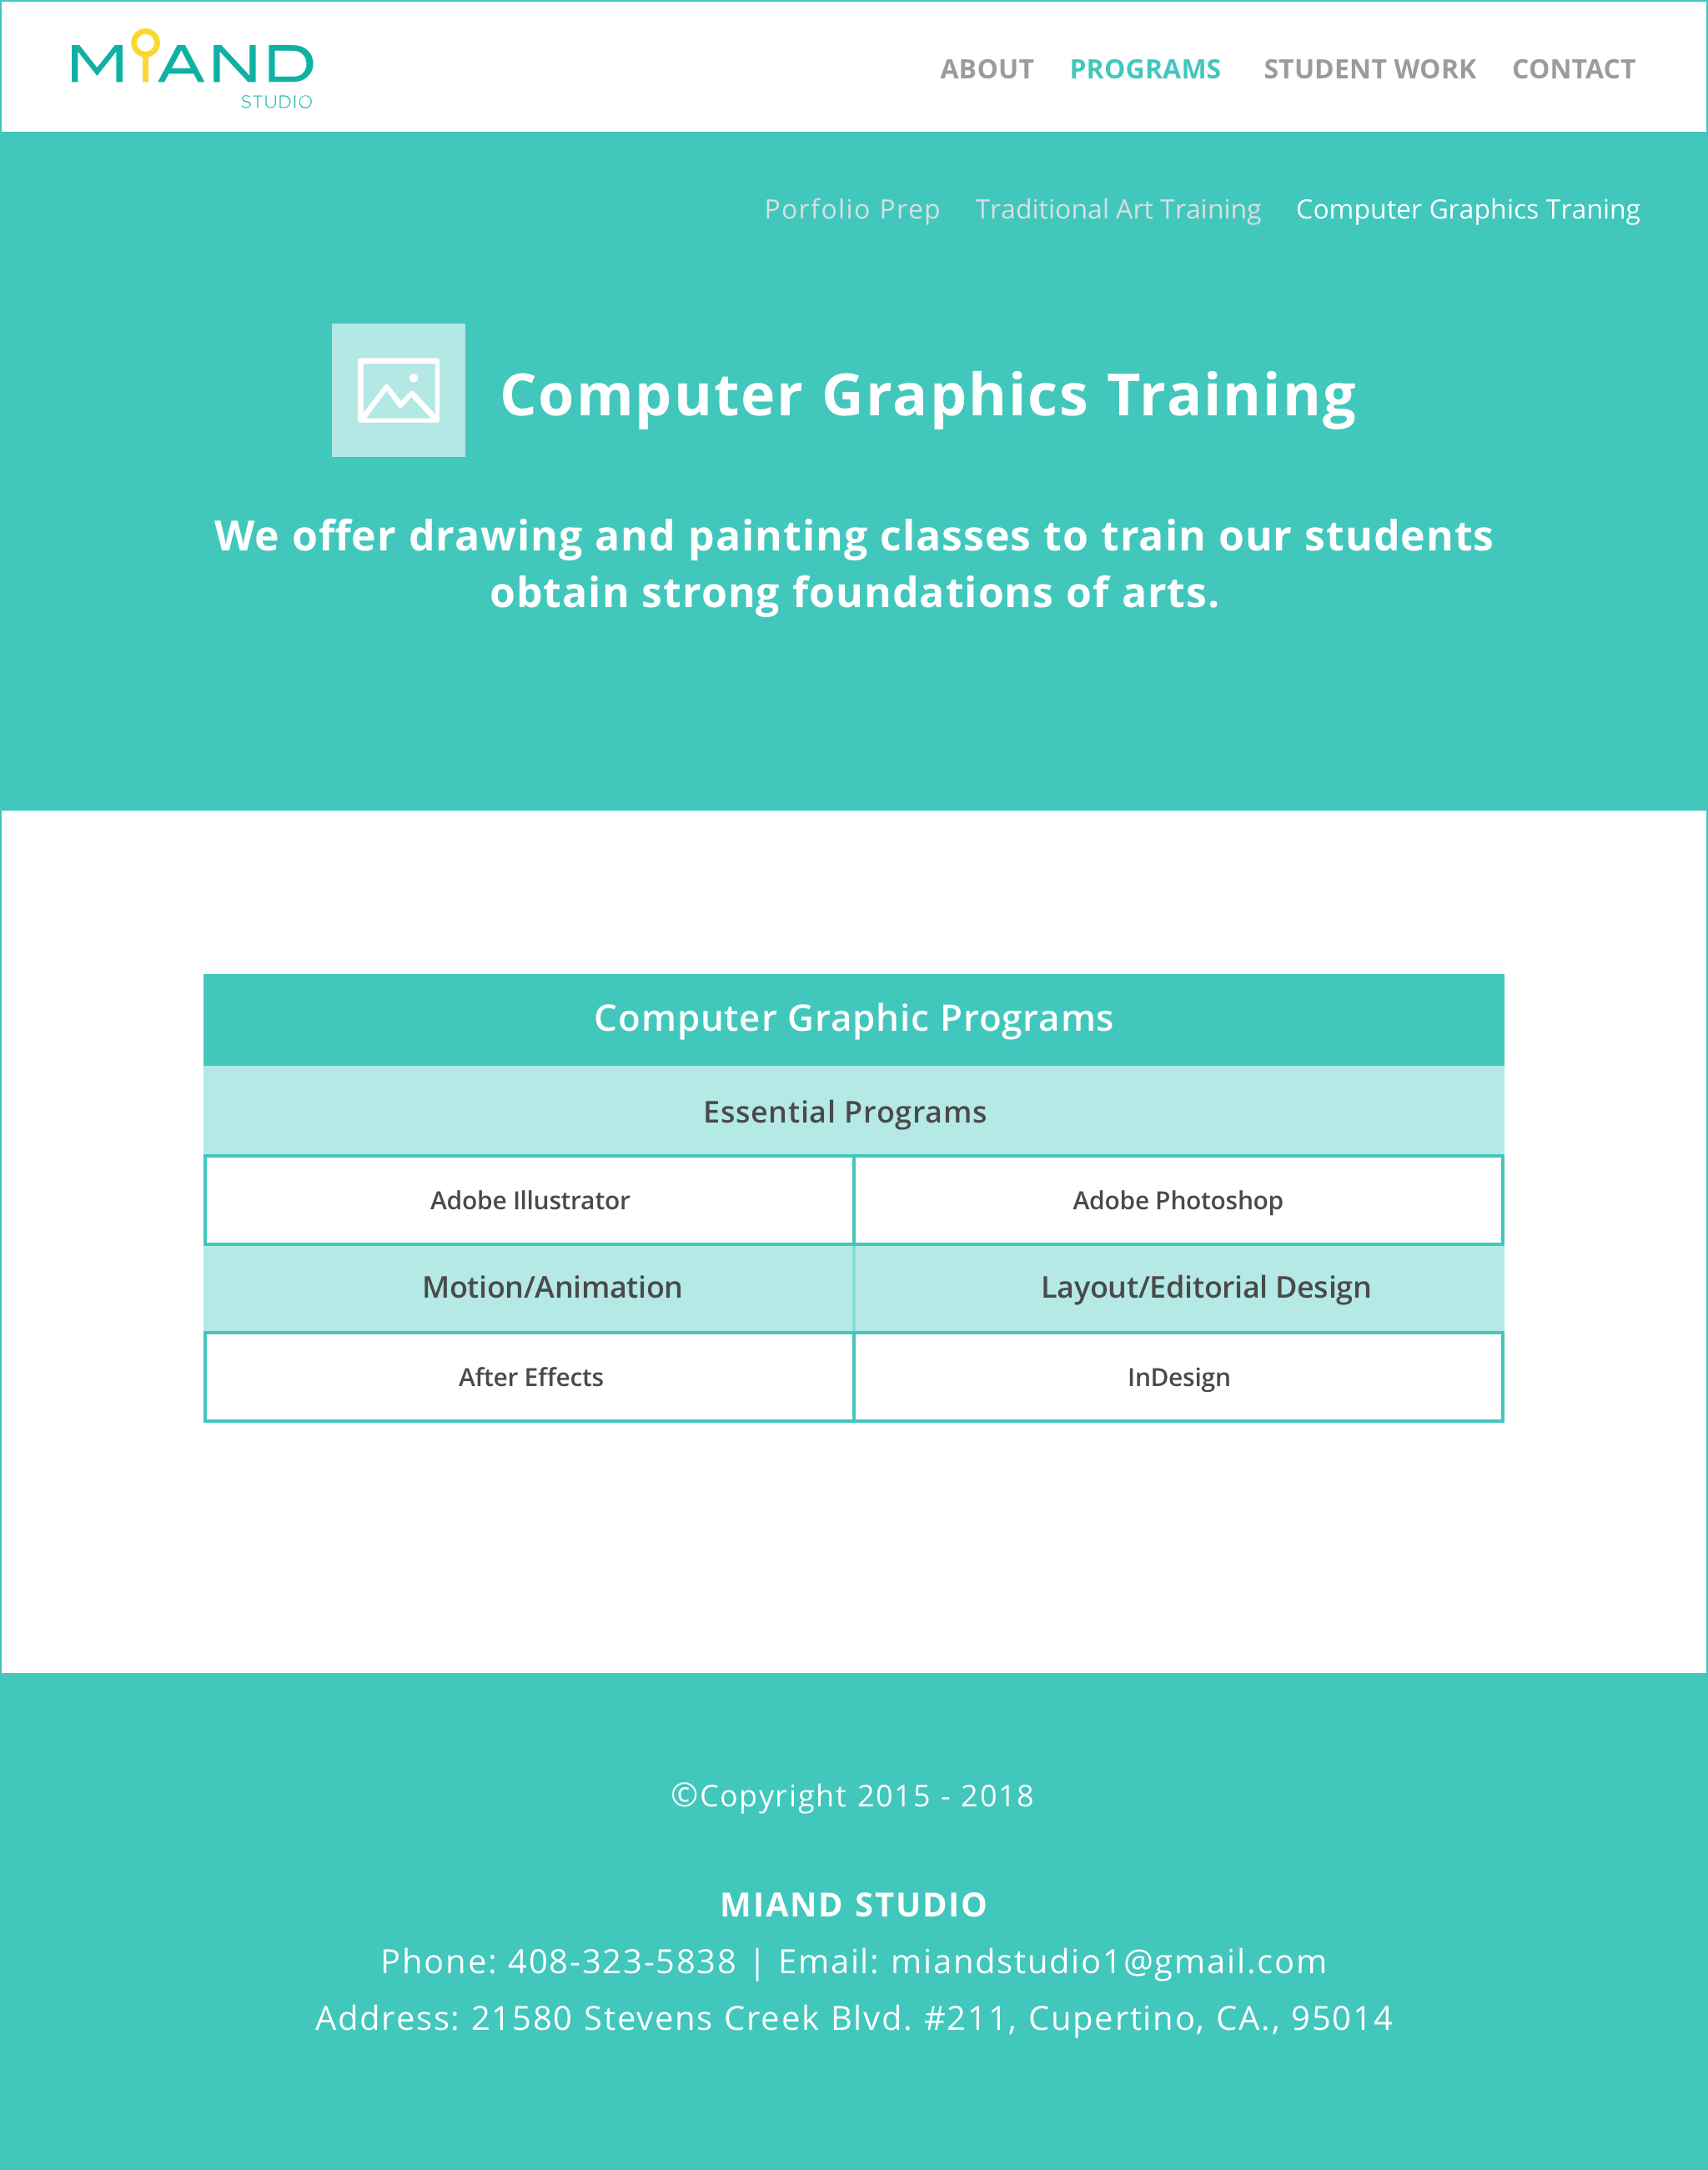 MIAND
STUDIO
ABOUT PROGRAMS STUDENT WORK CONTACT
Porfolio Prep Traditional Art Training Computer Graphics Traning
Computer Graphics Training
We offer drawing and painting classes to train our students
obtain strong foundations of arts.
Computer Graphic Programs
Essential Programs
Adobe Illustrator Adobe Photoshop
Motion/Animation Layout/Editorial Design
After Effects InDesign
©Copyright 2015 - 2018
MIAND STUDIO
Phone: 408-323-5838 | Email: miandstudio1@gmail.com
Address: 21580 Stevens Creek Blvd. #211, Cupertino, CA., 95014